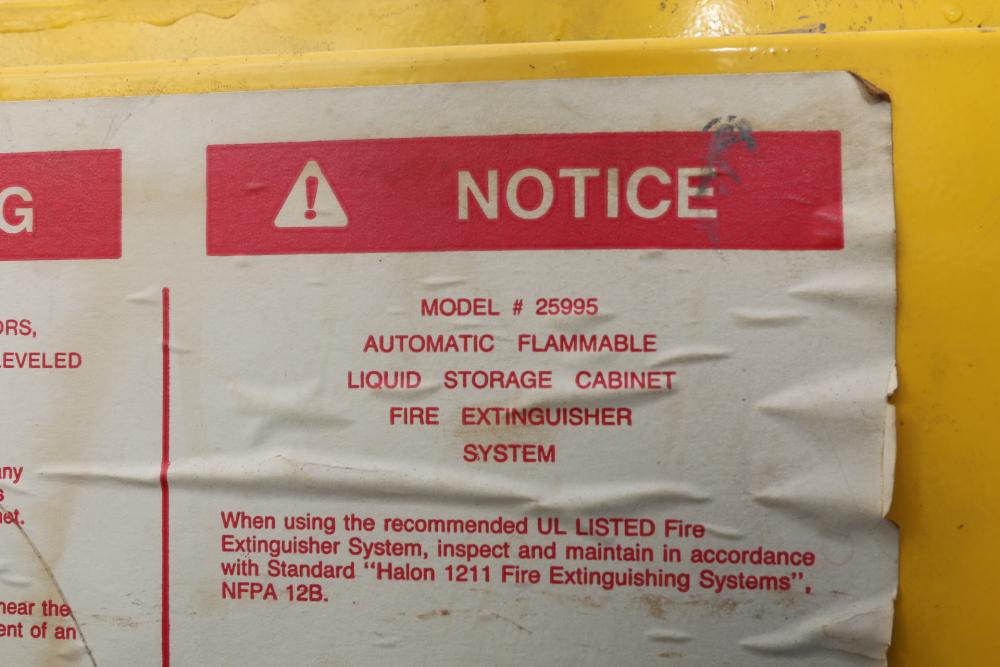 G
ORS,
LEVELED
any
s
net.
near the
ent of an
NOTICE
MODEL # 25995
AUTOMATIC FLAMMABLE
LIQUID STORAGE CABINET
FIRE EXTINGUISHER
SYSTEM
When using the recommended UL LISTED Fire
Extinguisher System, inspect and maintain in accordance
with Standard "Halon 1211 Fire Extinguishing Systems",
NFPA 12B.